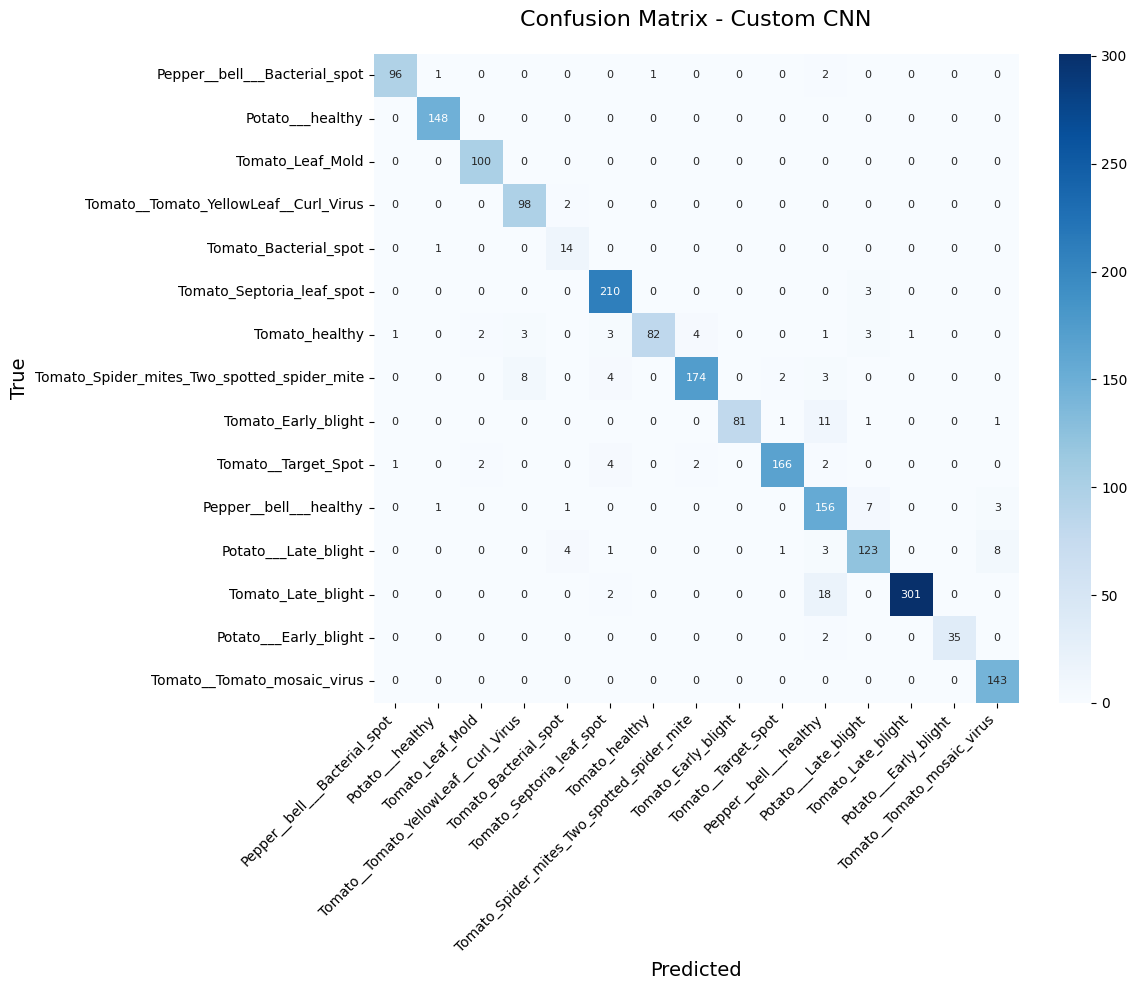 Confusion Matrix - Custom CNN
Pepper__bell___Bacterial_spot 96 1 0 0 0 0 1 0 0 0 2 0 0 0 0
Potato___healthy 0 148 0 0 0 0 0 0 0 0 0 0 0 0 0
Tomato_Leaf_Mold 0 0 100 0 0 0 0 0 0 0 0 0 0 0 0
Tomato__Tomato_YellowLeaf__Curl_Virus 0 0 0 98 2 0 0 0 0 0 0 0 0 0 0
Tomato_Bacterial_spot 0 1 0 0 14 0 0 0 0 0 0 0 0 0 0
Tomato_Septoria_leaf_spot 0 0 0 0 0 210 0 0 0 0 0 3 0 0 0
Tomato_healthy 1 0 2 3 0 3 82 4 0 0 1 3 1 0 0
Tomato_Spider_mites_Two_spotted_spider_mite 0 0 0 8 0 4 0 174 0 2 3 0 0 0 0
Tomato_Early_blight 0 0 0 0 0 0 0 0 81 1 11 1 0 0 1
Tomato__Target_Spot 1 0 2 0 0 4 0 2 0 166 2 0 0 0 0
Pepper__bell___healthy 0 1 0 0 1 0 0 0 0 0 156 7 0 0 3
Potato___Late_blight 0 0 0 0 4 1 0 0 0 1 3 123 0 0 8
Tomato_Late_blight 0 0 0 0 0 2 0 0 0 0 18 0 301 0 0
Potato___Early_blight 0 0 0 0 0 0 0 0 0 0 2 0 0 35 0
Tomato__Tomato_mosaic_virus 0 0 0 0 0 0 0 0 0 0 0 0 0 0 143
True
Pepper__bell___Bacterial_spot
Potato___healthy
Tomato_Leaf_Mold
Tomato__Tomato_YellowLeaf__Curl_Virus
Tomato_Bacterial_spot
Tomato_Septoria_leaf_spot
Tomato_healthy
Tomato_Spider_mites_Two_spotted_spider_mite
Tomato_Early_blight
Tomato__Target_Spot
Pepper__bell___healthy
Potato___Late_blight
Tomato_Late_blight
Potato___Early_blight
Tomato__Tomato_mosaic_virus
Predicted
300
250
200
150
100
50
0